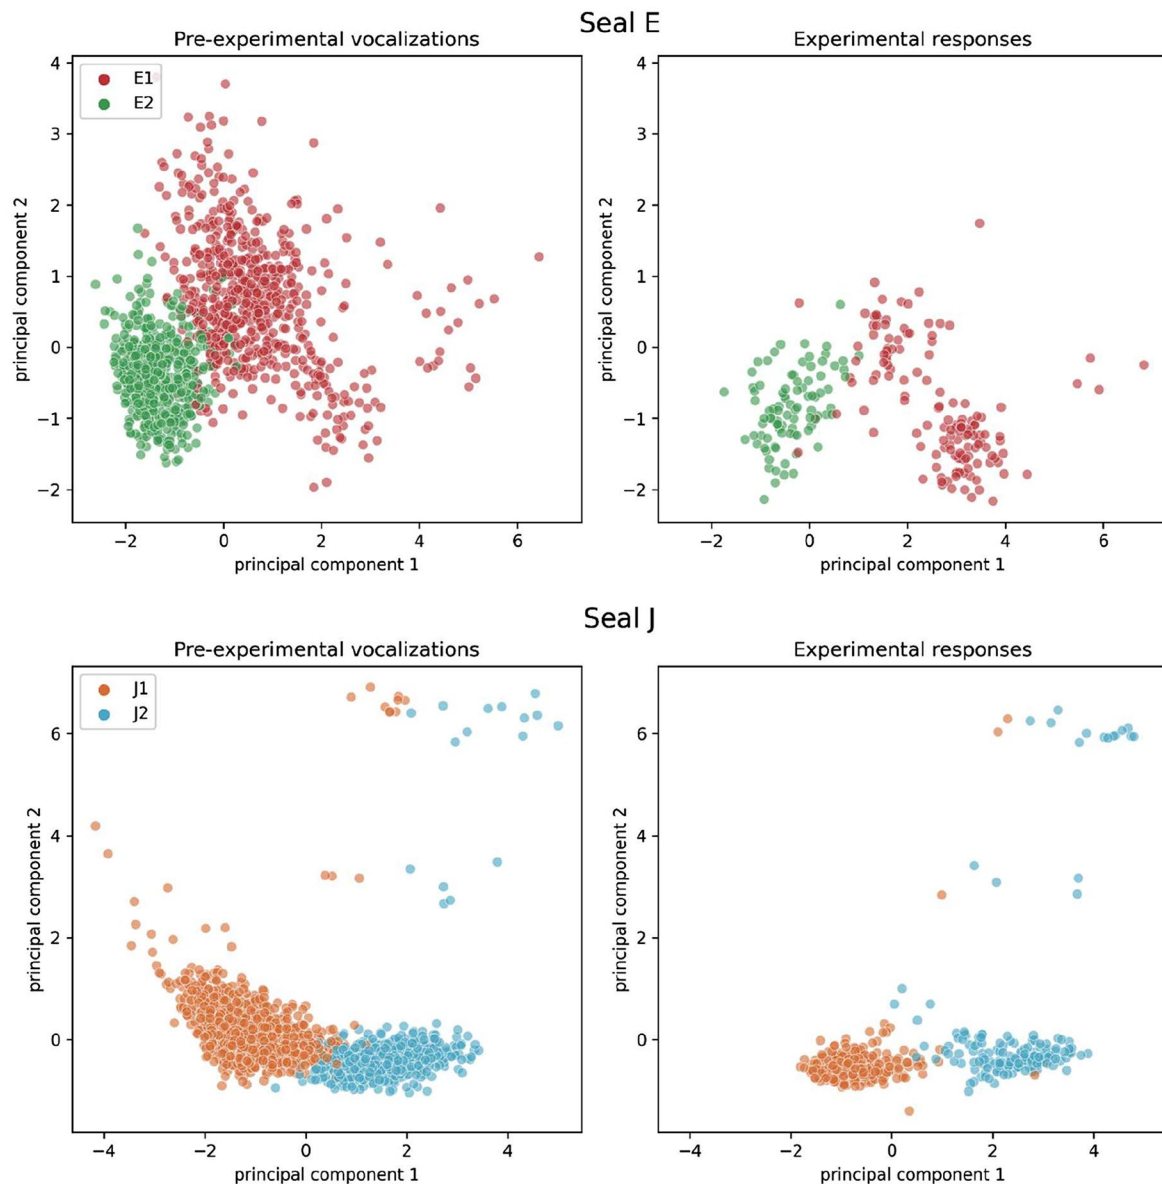 Seal E
Pre-experimental vocalizations
Experimental responses
E1
E2
4
3
2
1
0
−1
−2
principal component 2
−2 0 2 4 6
principal component 1
4
3
2
1
0
−1
−2
principal component 2
−2 0 2 4 6
principal component 1
Seal J
Pre-experimental vocalizations
Experimental responses
J1
J2
6
4
2
0
principal component 2
−4 −2 0 2 4
principal component 1
6
4
2
0
principal component 2
−4 −2 0 2 4
principal component 1